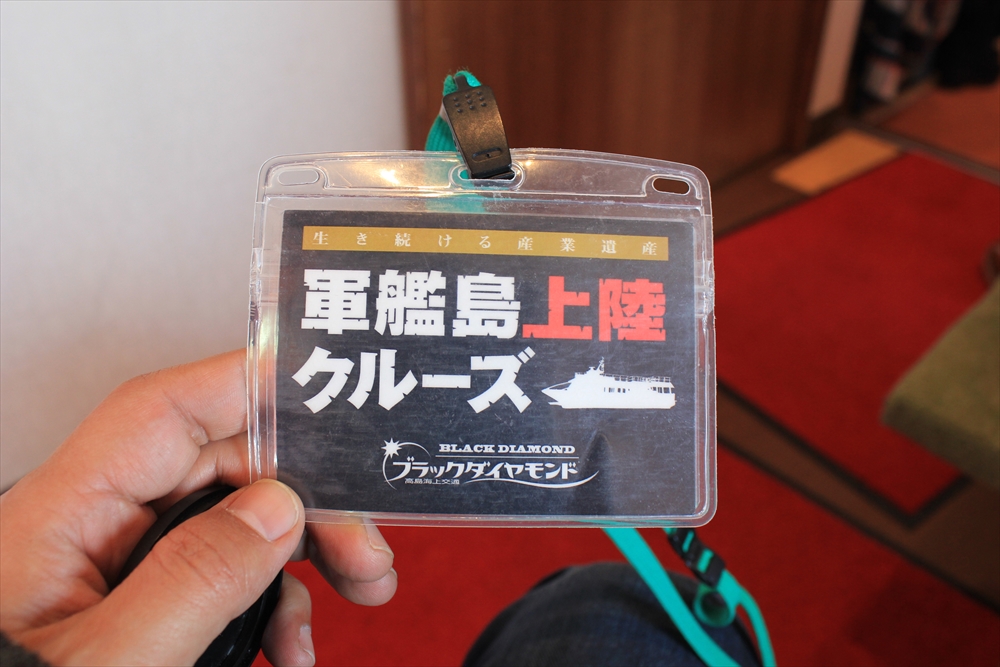 生き続ける産業遺産
軍艦島上陸
クルーズ
BLACK DIAMOND
ブラックダイヤモンド
高島海上交通